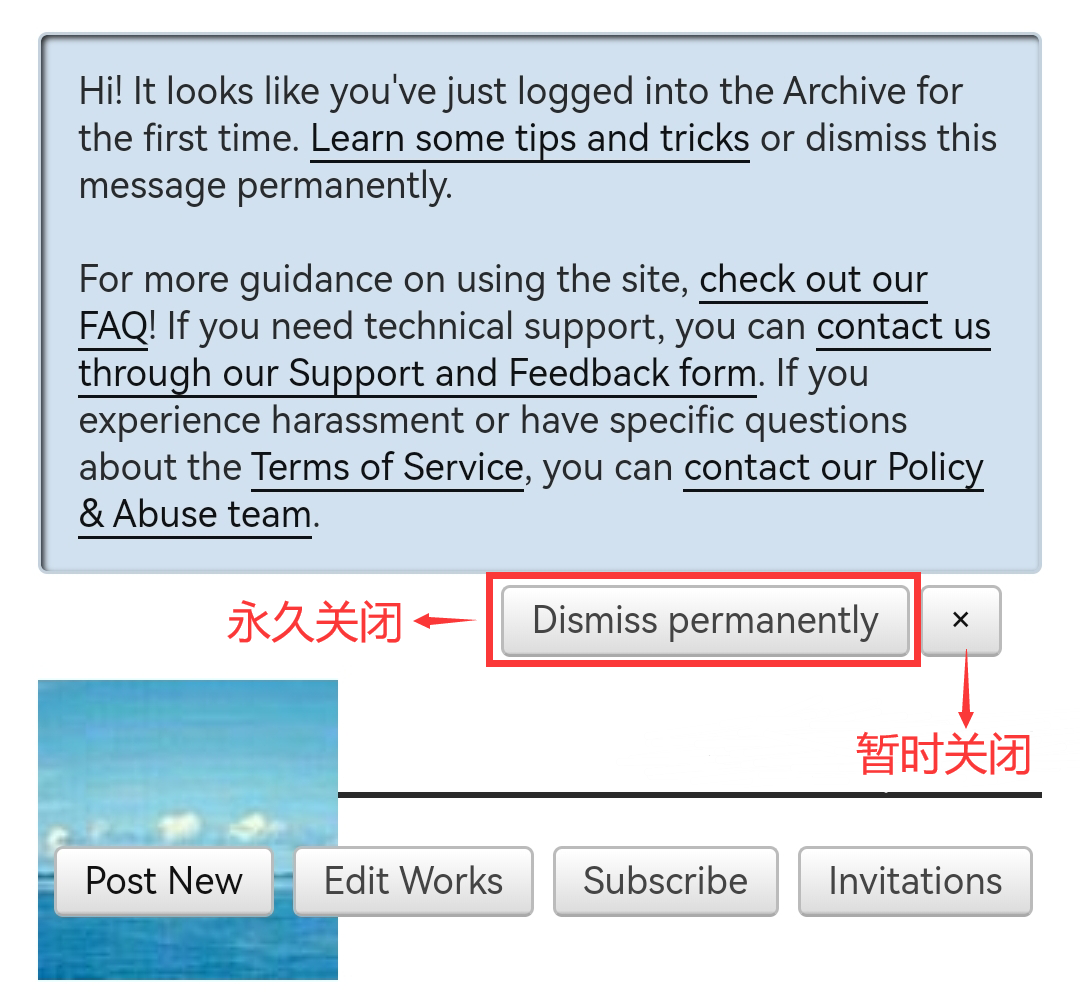 Hi! It looks like you've just logged into the Archive for
the first time. Learn some tips and tricks or dismiss this
message permanently.
For more guidance on using the site, check out our
FAQ! If you need technical support, you can contact us
through our Support and Feedback form. If you
experience harassment or have specific questions
about the Terms of Service, you can contact our Policy
& Abuse team.
永久关闭 Dismiss permanently ×
暂时关闭
Post New Edit Works Subscribe Invitations